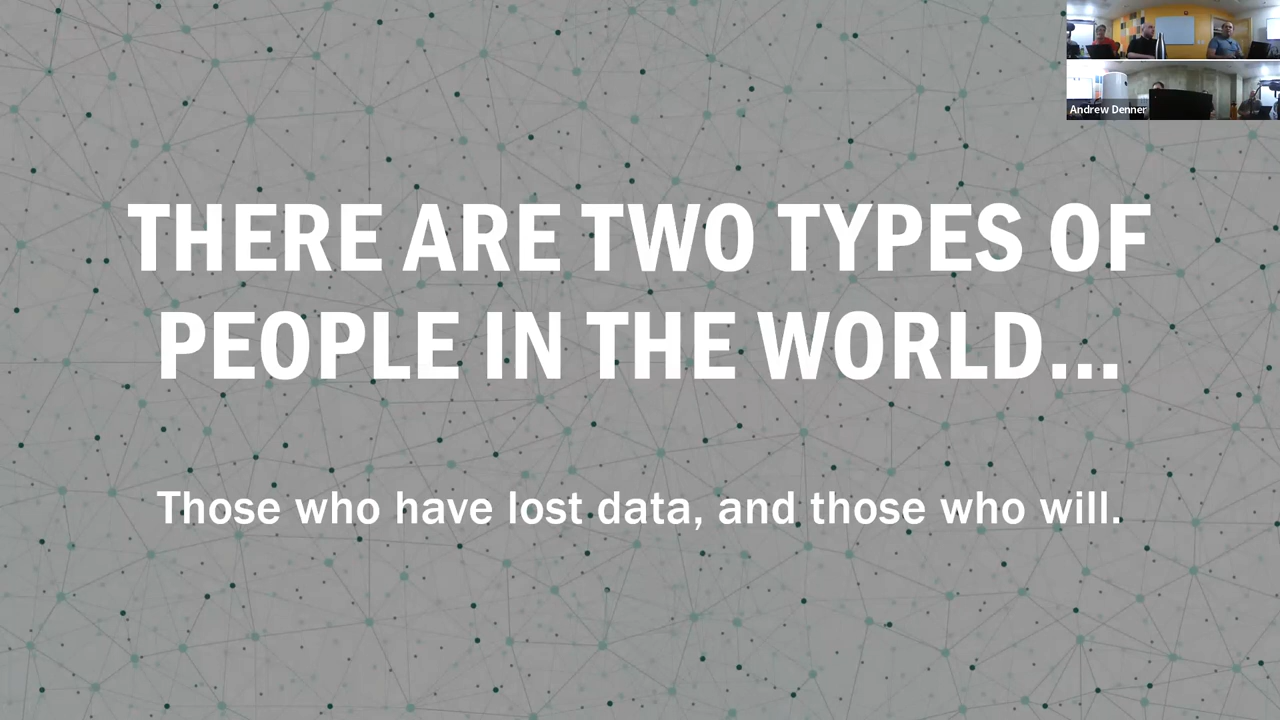 Andrew Denner
THERE ARE TWO TYPES OF
PEOPLE IN THE WORLD...
Those who have lost data, and those who will.